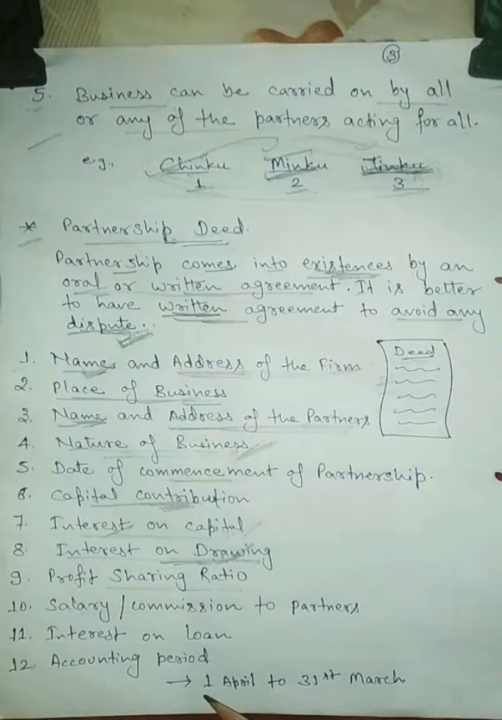 3
5. Business can be carried on by all
or any of the partners acting for all.
e.g., Chinku Minku Tinku
1 2 3
* Partnership Deed.
Partnership comes into existences by an
oral or written agreement. It is better
to have written agreement to avoid any
dispute.
Deed
1. Name and Address of the Firm
2. Place of Business
3. Name and Address of the Partners
4. Nature of Business
5. Date of commencement of Partnership.
6. Capital contribution
7. Interest on capital
8. Interest on Drawing
9. Profit Sharing Ratio
10. Salary/commission to partners
11. Interest on loan
12. Accounting period
→ 1 April to 31st March